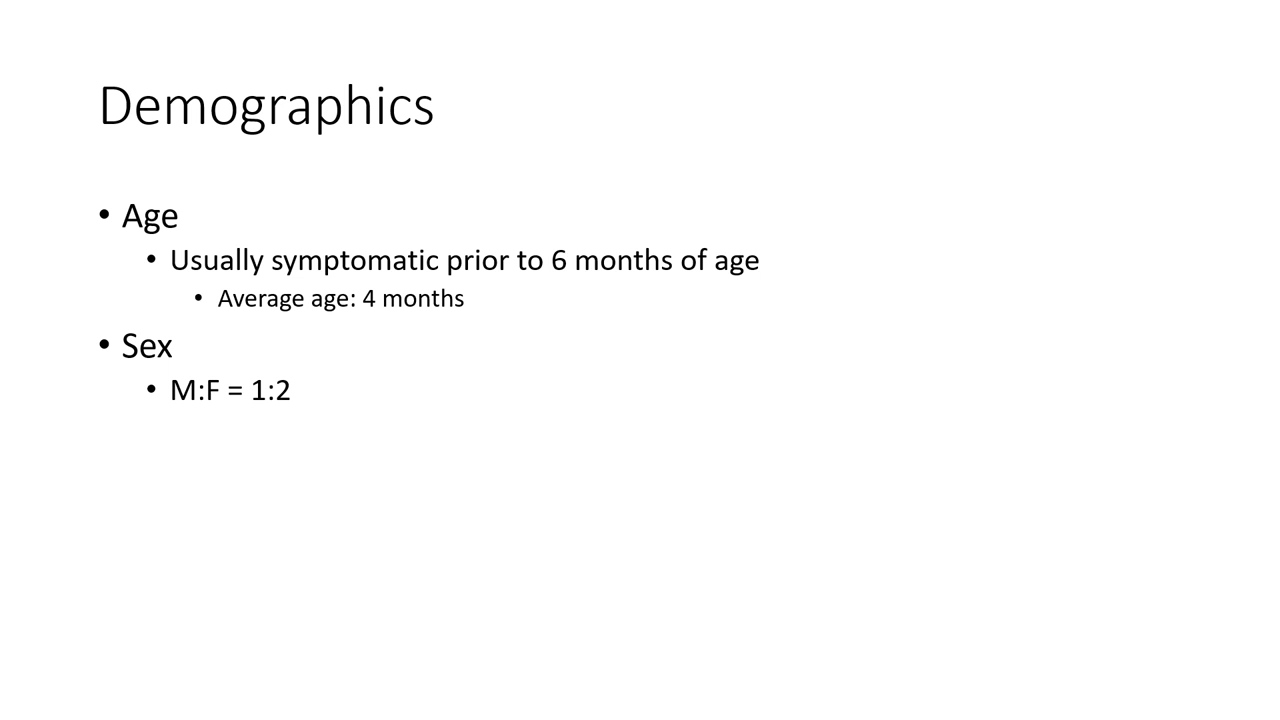 Demographics
• Age
• Usually symptomatic prior to 6 months of age
• Average age: 4 months
• Sex
• M:F = 1:2